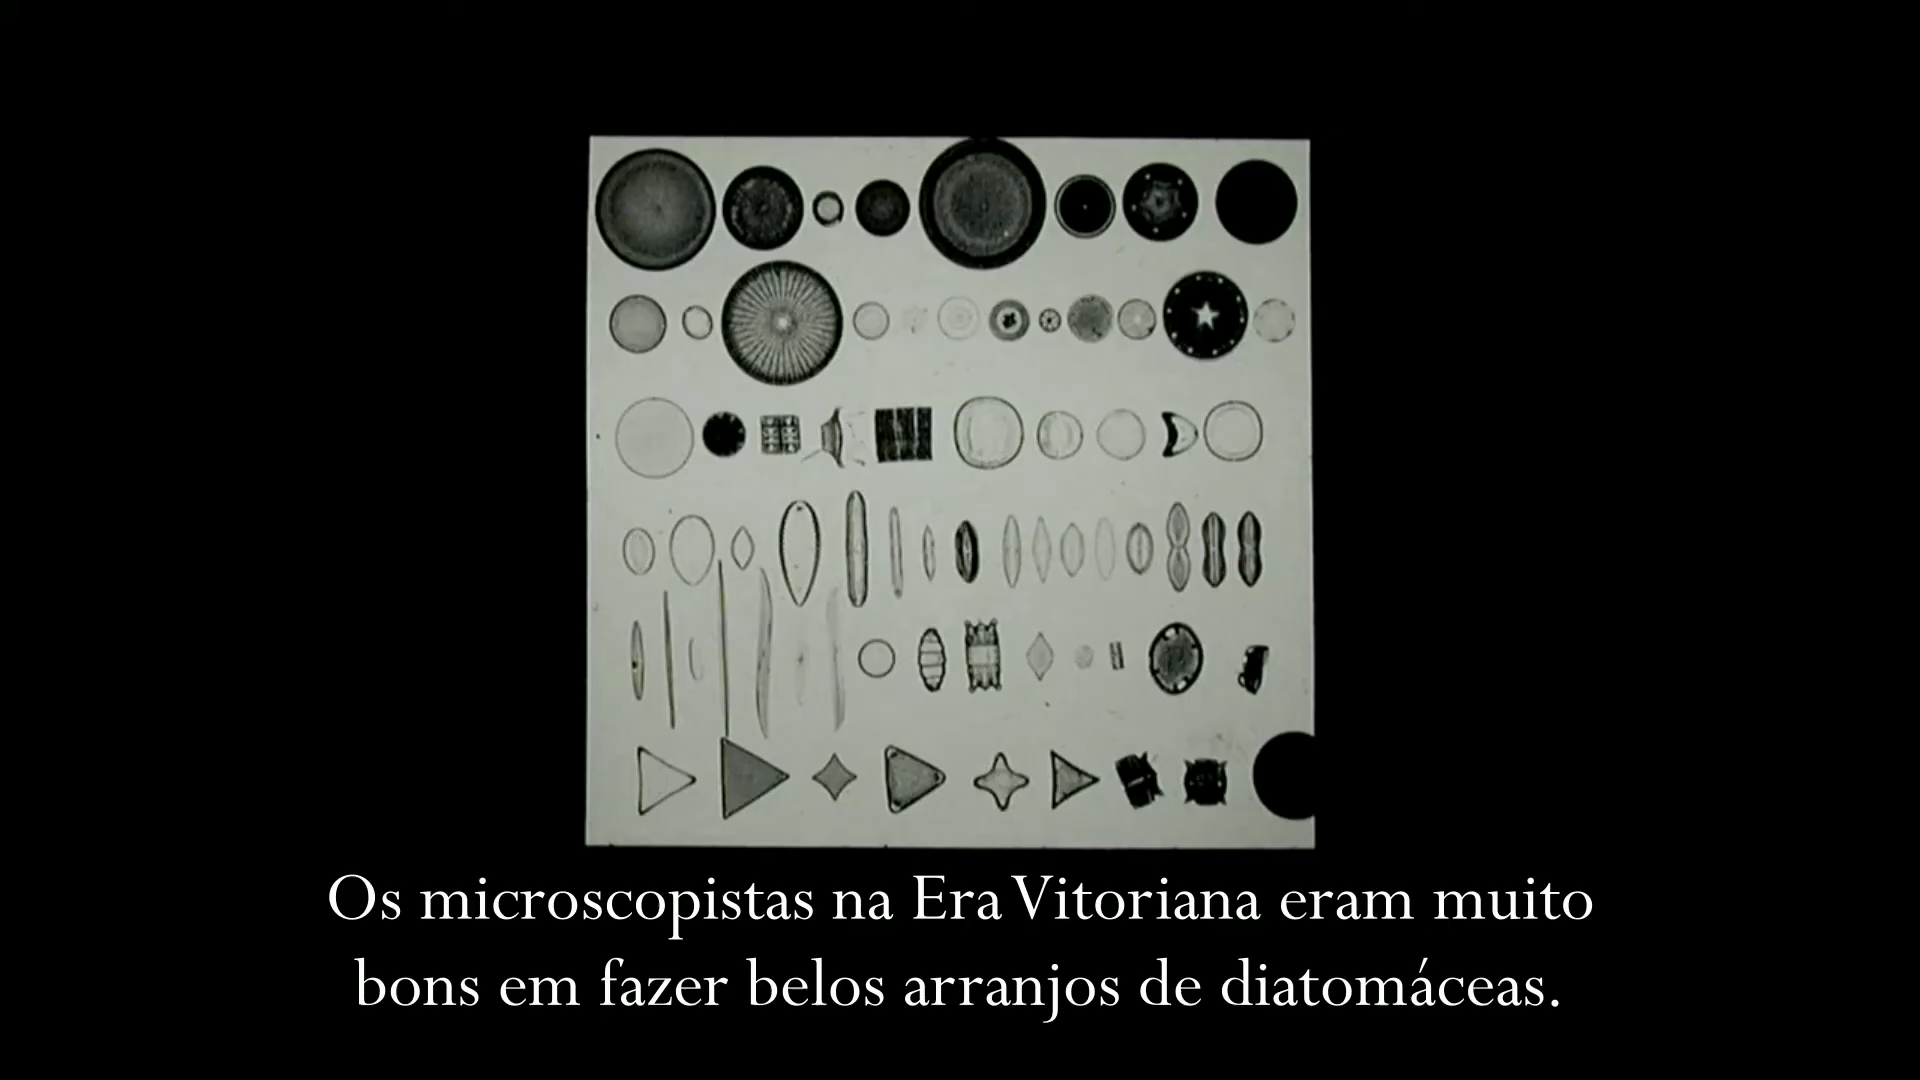 Os microscopistas na Era Vitoriana eram muito
bons em fazer belos arranjos de diatomáceas.